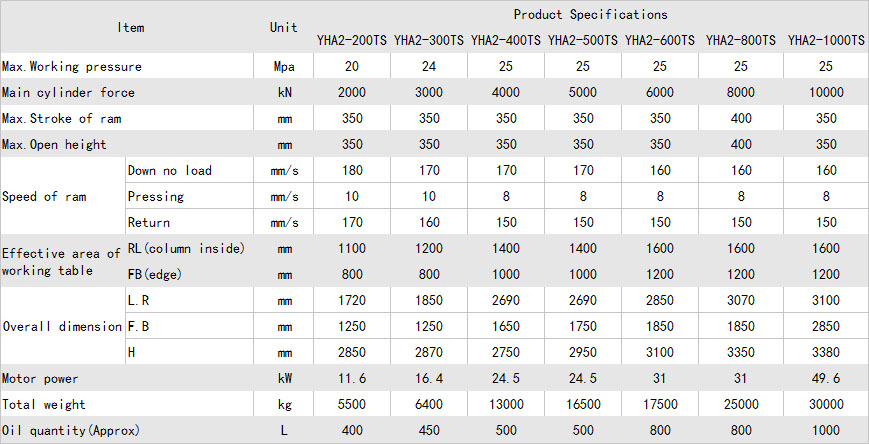 Item Unit Product Specifications
YHA2-200TS YHA2-300TS YHA2-400TS YHA2-500TS YHA2-600TS YHA2-800TS YHA2-1000TS
Max.Working pressure Mpa 20 24 25 25 25 25 25
Main cylinder force kN 2000 3000 4000 5000 6000 8000 10000
Max.Stroke of ram mm 350 350 350 350 350 400 350
Max.Open height mm 350 350 350 350 350 400 350
Speed of ram Down no load mm/s 180 170 170 170 160 160 160
Pressing mm/s 10 10 8 8 8 8 8
Return mm/s 170 160 150 150 150 150 150
Effective area of working table RL(column inside) mm 1100 1200 1400 1400 1600 1600 1600
FB(edge) mm 800 800 1000 1000 1200 1200 1200
Overall dimension L.R mm 1720 1850 2690 2690 2850 3070 3100
F.B mm 1250 1250 1650 1750 1850 1850 2850
H mm 2850 2870 2750 2950 3100 3350 3380
Motor power kW 11.6 16.4 24.5 24.5 31 31 49.6
Total weight kg 5500 6400 13000 16500 17500 25000 30000
Oil quantity(Approx) L 400 450 500 500 800 800 1000